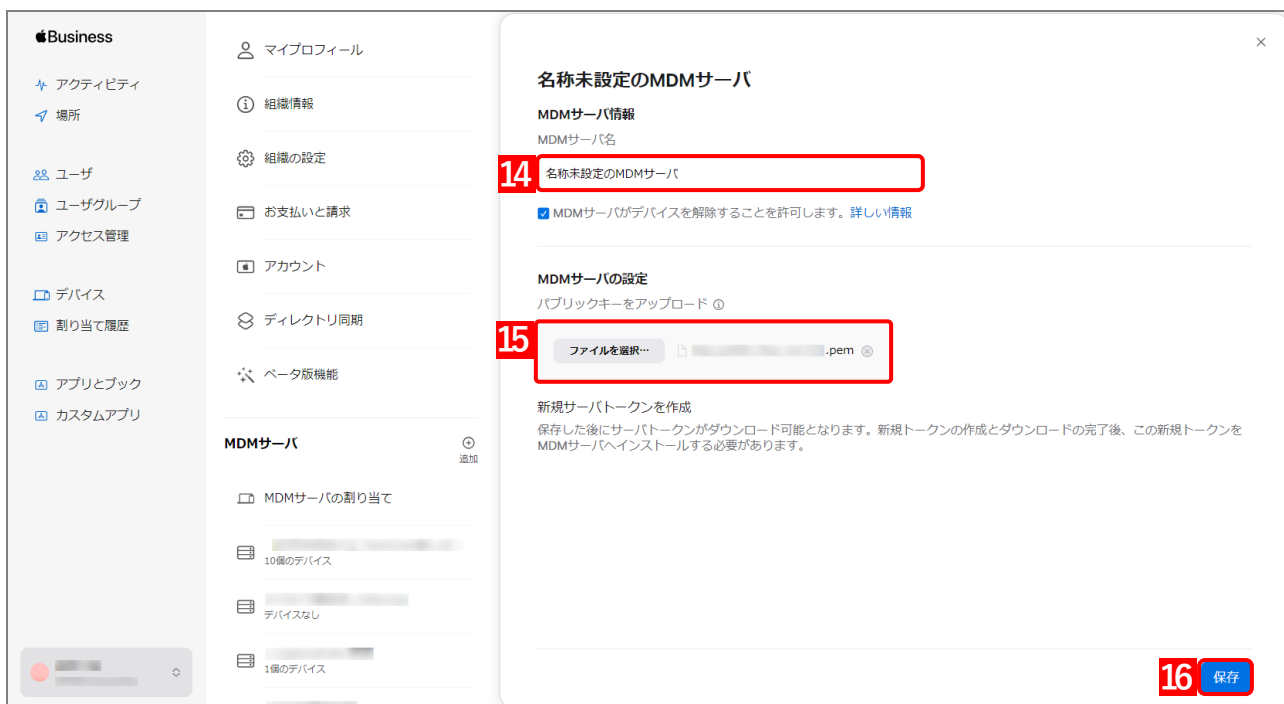 Business
アクティビティ
場所
ユーザ
ユーザグループ
アクセス管理
デバイス
割り当て履歴
アプリとブック
カスタムアプリ
マイプロフィール
組織情報
組織の設定
お支払いと請求
アカウント
ディレクトリ同期
ベータ版機能
MDMサーバ
追加
MDMサーバの割り当て
10個のデバイス
デバイスなし
1個のデバイス
×
名称未設定のMDMサーバ
MDMサーバ情報
MDMサーバ名
14
名称未設定のMDMサーバ
MDMサーバがデバイスを解除することを許可します。詳しい情報
MDMサーバの設定
パブリックキーをアップロード
15
ファイルを選択… .pem
新規サーバトークンを作成
保存した後にサーバトークンがダウンロード可能となります。新規トークンの作成とダウンロードの完了後、この新規トークンを
MDMサーバへインストールする必要があります。
16
保存